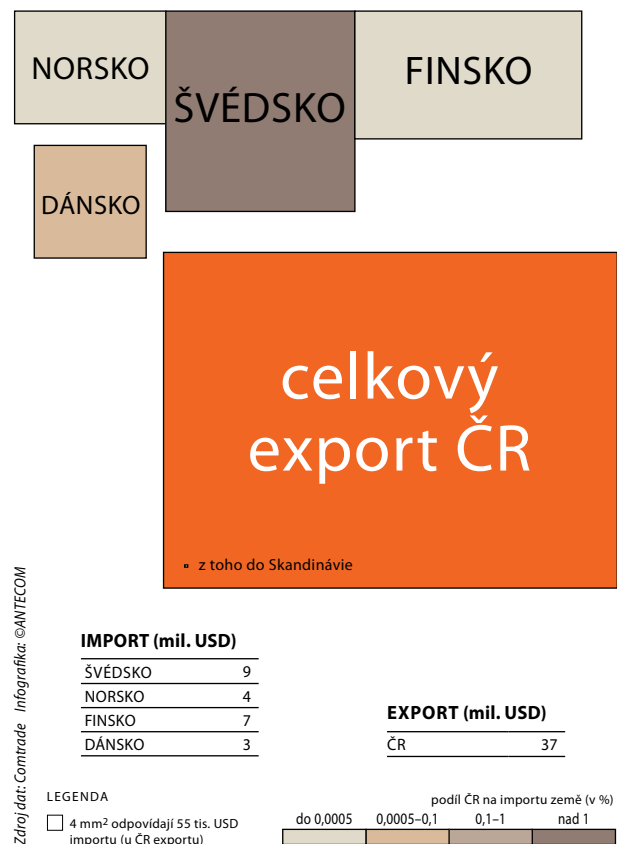 NORSKO
ŠVÉDSKO
FINSKO
DÁNSKO
celkový
export ČR
z toho do Skandinávie
IMPORT (mil. USD)
ŠVÉDSKO 9
NORSKO 4
FINSKO 7
DÁNSKO 3
EXPORT (mil. USD)
ČR 37
Zdroj dat: Comtrade Infografika: ©ANTECOM
LEGENDA
4 mm² odpovídají 55 tis. USD
importu (u ČR exportu)
podíl ČR na importu země (v %)
do 0,0005 0,0005–0,1 0,1–1 nad 1